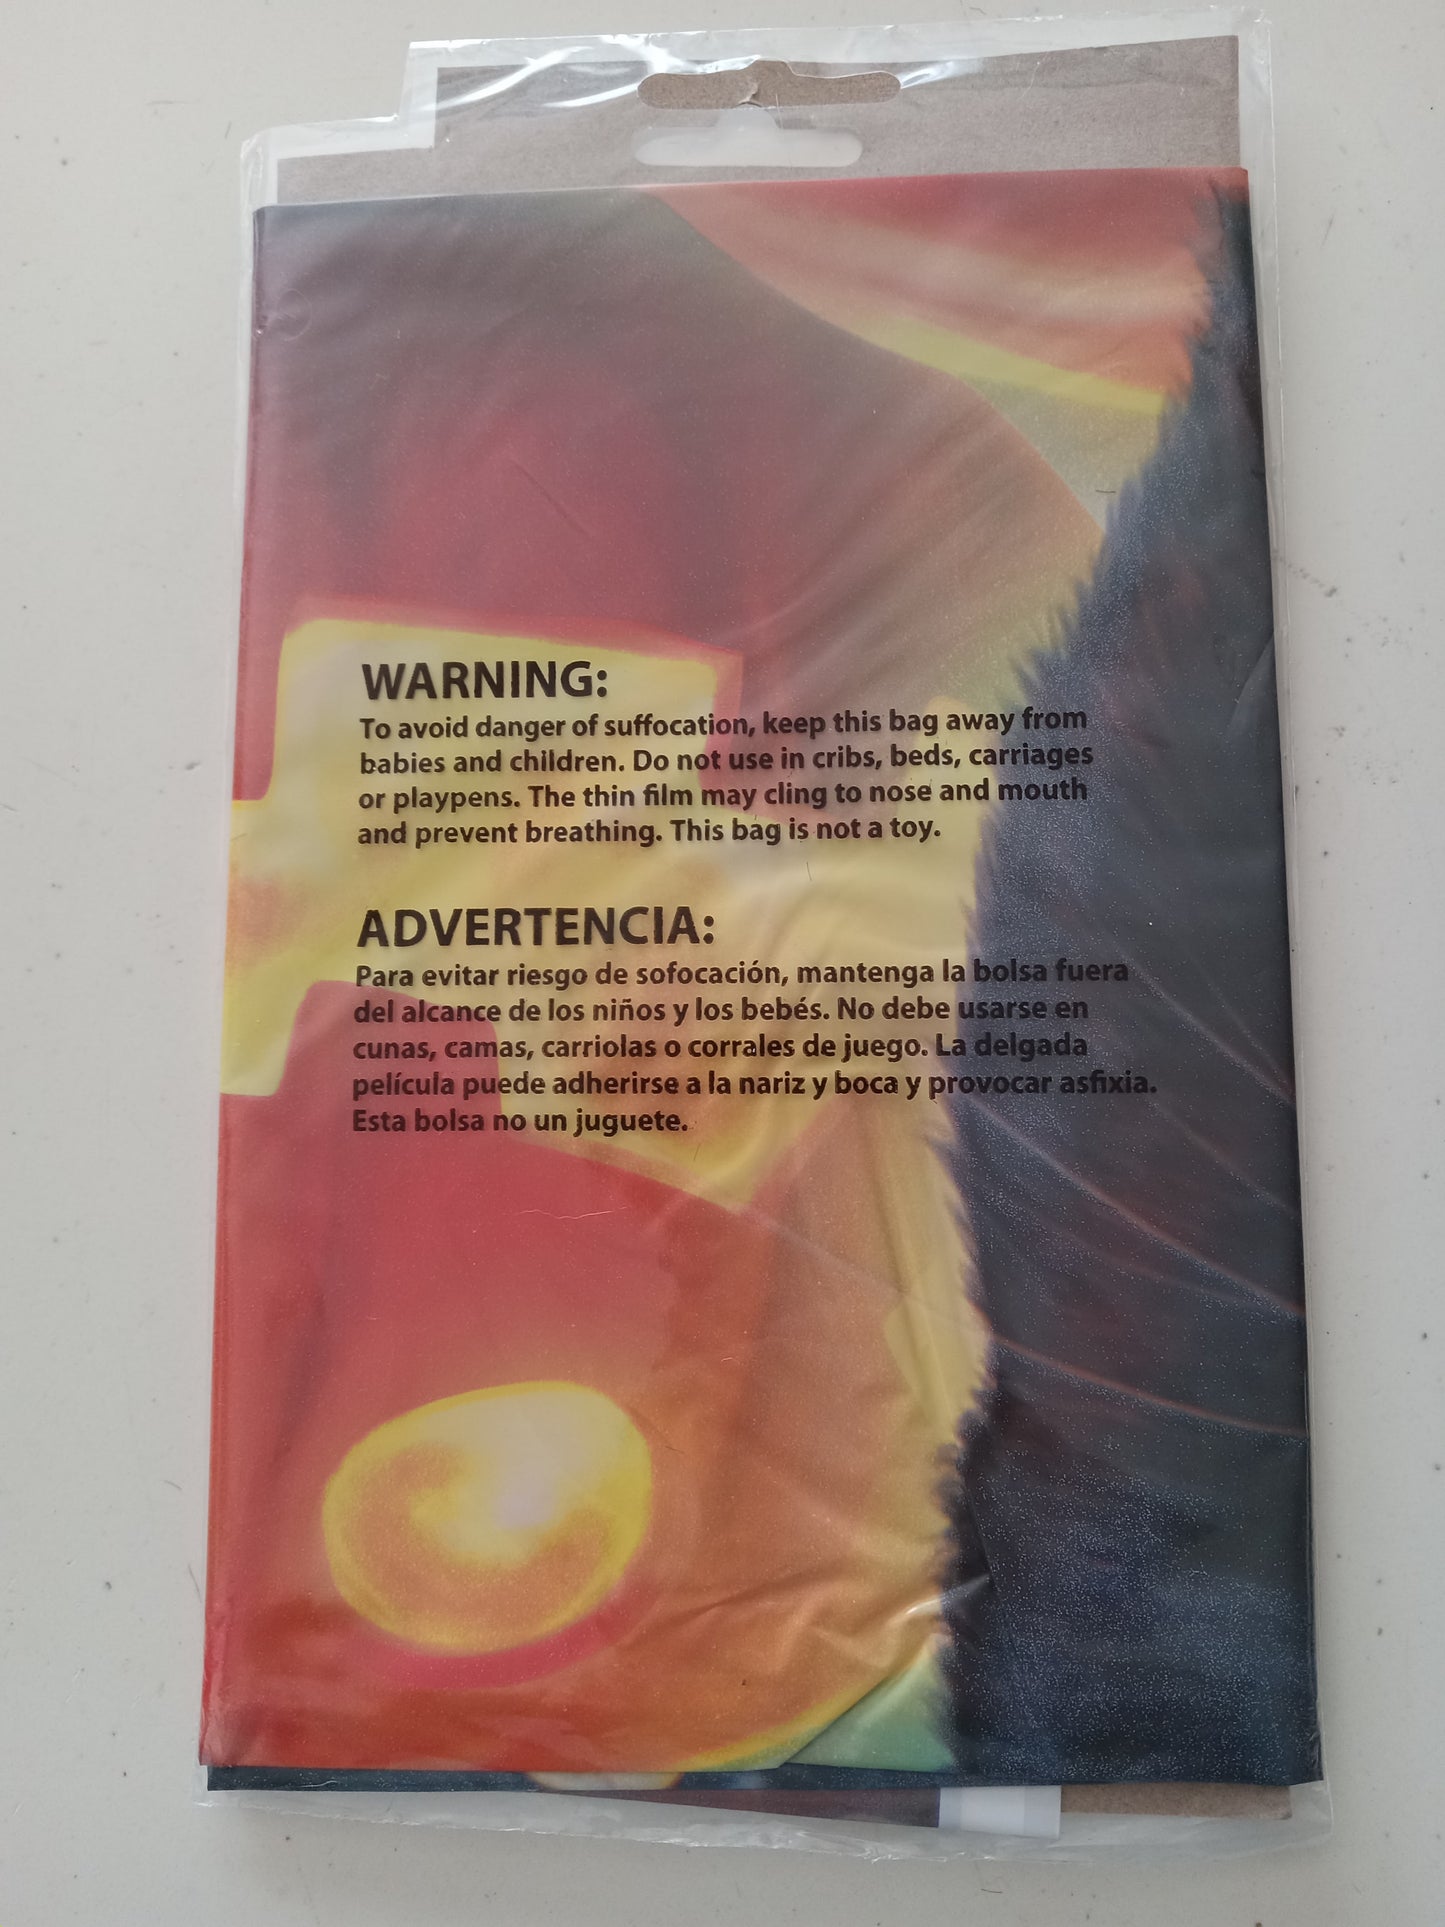 WARNING:
To avoid danger of suffocation, keep this bag away from
babies and children. Do not use in cribs, beds, carriages
or playpens. The thin film may cling to nose and mouth
and prevent breathing. This bag is not a toy.
ADVERTENCIA:
Para evitar riesgo de sofocación, mantenga la bolsa fuera
del alcance de los niños y los bebés. No debe usarse en
cunas, camas, carriolas o corrales de juego. La delgada
película puede adherirse a la nariz y boca y provocar asfixia.
Esta bolsa no un juguete.